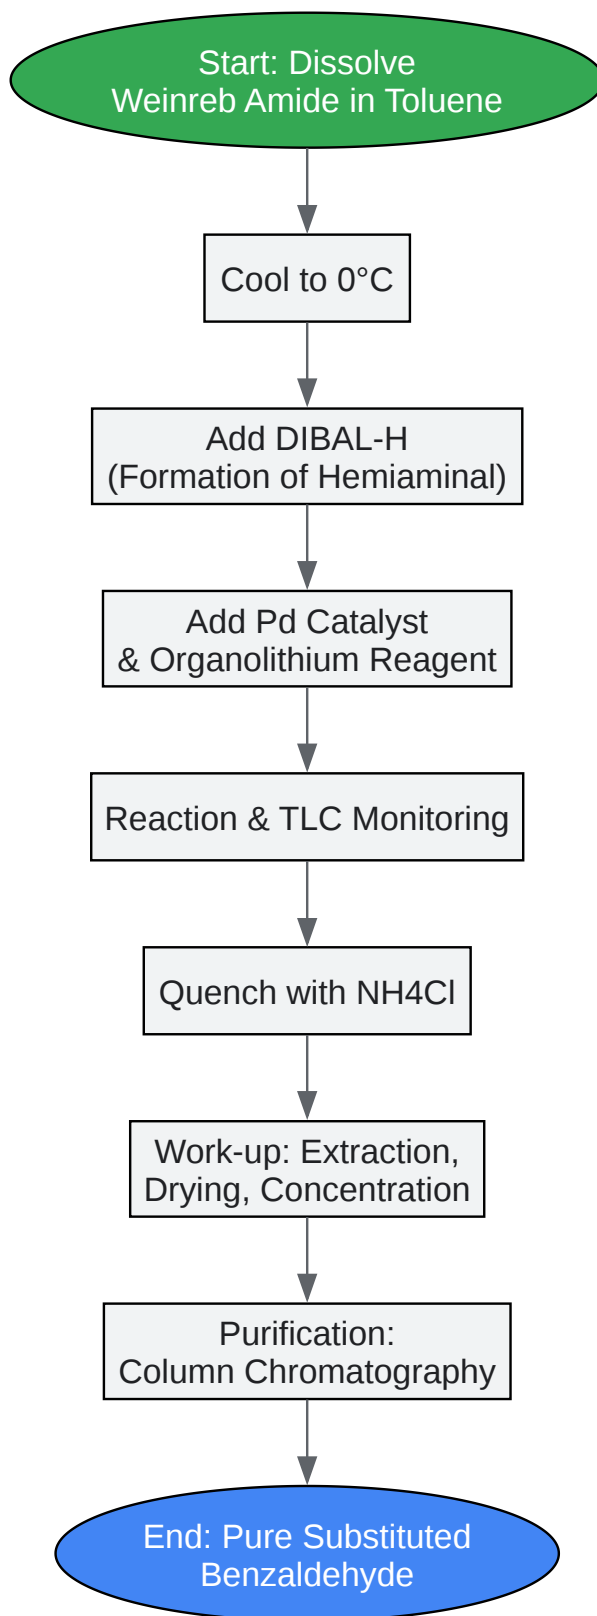 Start: Dissolve
Weinreb Amide in Toluene
Cool to 0°C
Add DIBAL-H
(Formation of Hemiaminal)
Add Pd Catalyst
& Organolithium Reagent
Reaction & TLC Monitoring
Quench with NH4Cl
Work-up: Extraction,
Drying, Concentration
Purification:
Column Chromatography
End: Pure Substituted
Benzaldehyde